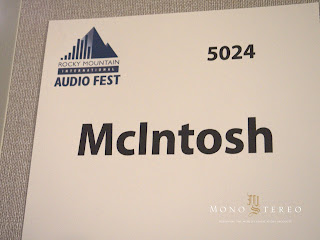 ROCKY MOUNTAIN
INTERNATIONAL
AUDIO FEST
5024
McIntosh
MONO STEREO